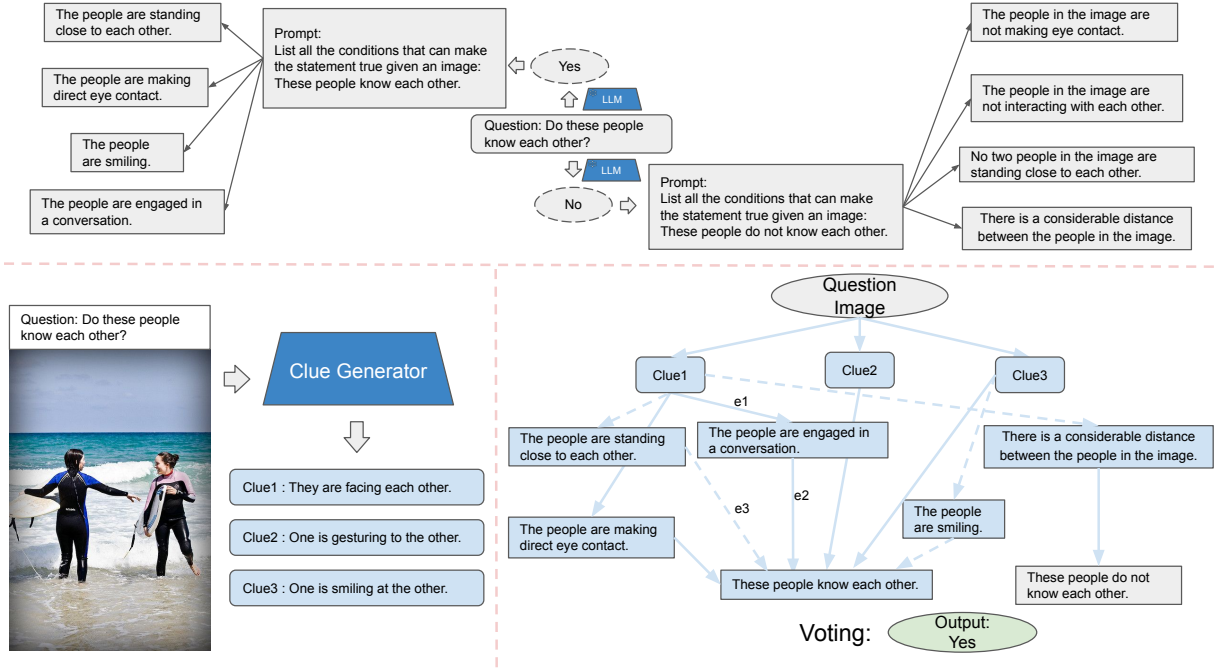 The people are standing
close to each other.
The people are making
direct eye contact.
The people
are smiling.
The people are engaged in
a conversation.
Prompt:
List all the conditions that can make
the statement true given an image:
These people know each other.
Yes
LLM
Question: Do these people
know each other?
LLM
No
Prompt:
List all the conditions that can make
the statement true given an image:
These people do not know each other.
The people in the image are
not making eye contact.
The people in the image are
not interacting with each other.
No two people in the image are
standing close to each other.
There is a considerable distance
between the people in the image.
Question: Do these people
know each other?
Clue Generator
Clue1 : They are facing each other.
Clue2 : One is gesturing to the other.
Clue3 : One is smiling at the other.
Question
Image
Clue1
Clue2
Clue3
e1
The people are standing
close to each other.
The people are engaged in
a conversation.
There is a considerable distance
between the people in the image.
e3
e2
The people are making
direct eye contact.
The people
are smiling.
These people know each other.
These people do not
know each other.
Voting:
Output:
Yes